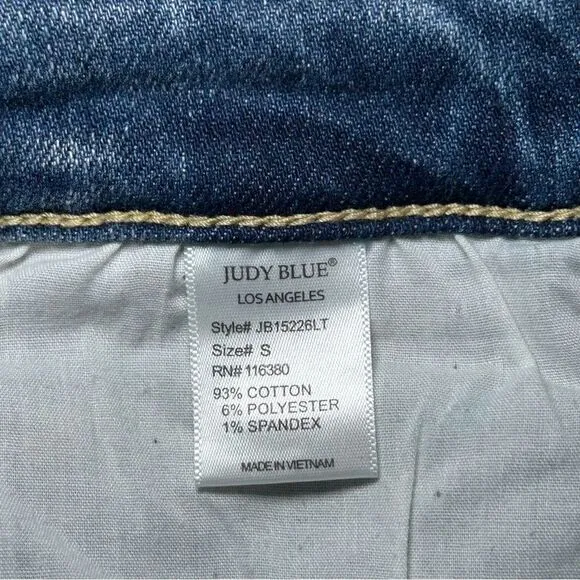 JUDY BLUE®
LOS ANGELES
Style# JB15226LT
Size# S
RN# 116380
93% COTTON
6% POLYESTER
1% SPANDEX
MADE IN VIETNAM